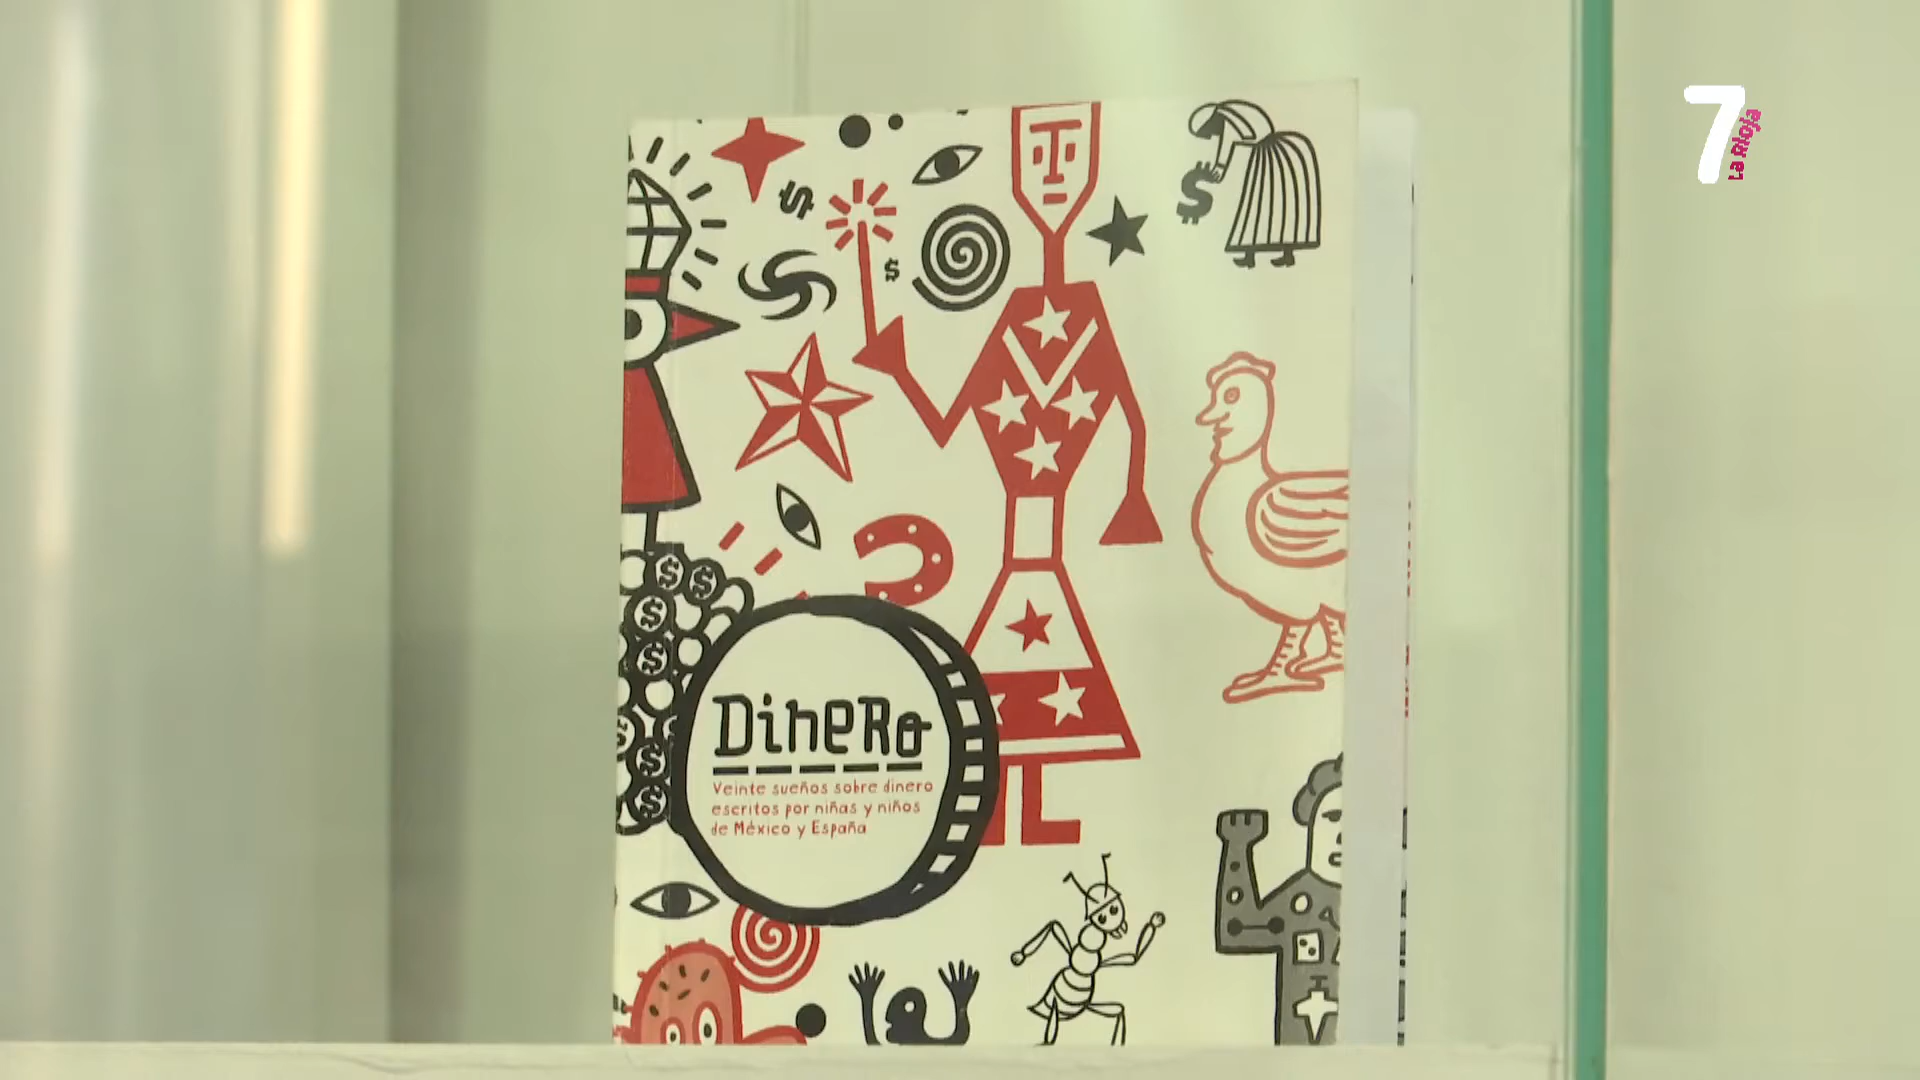 7
La Rioja
DineRo
Veinte sueños sobre dinero
escritos por niñas y niños
de México y España